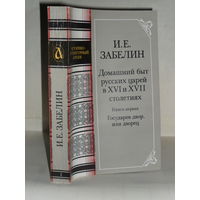 И.Е. ЗАБЕЛИН
И.Е.
ЗАБЕЛИН
Домашний быт
русских царей
в XVI и XVII
столетиях
Книга первая
Государев двор,
или дворец